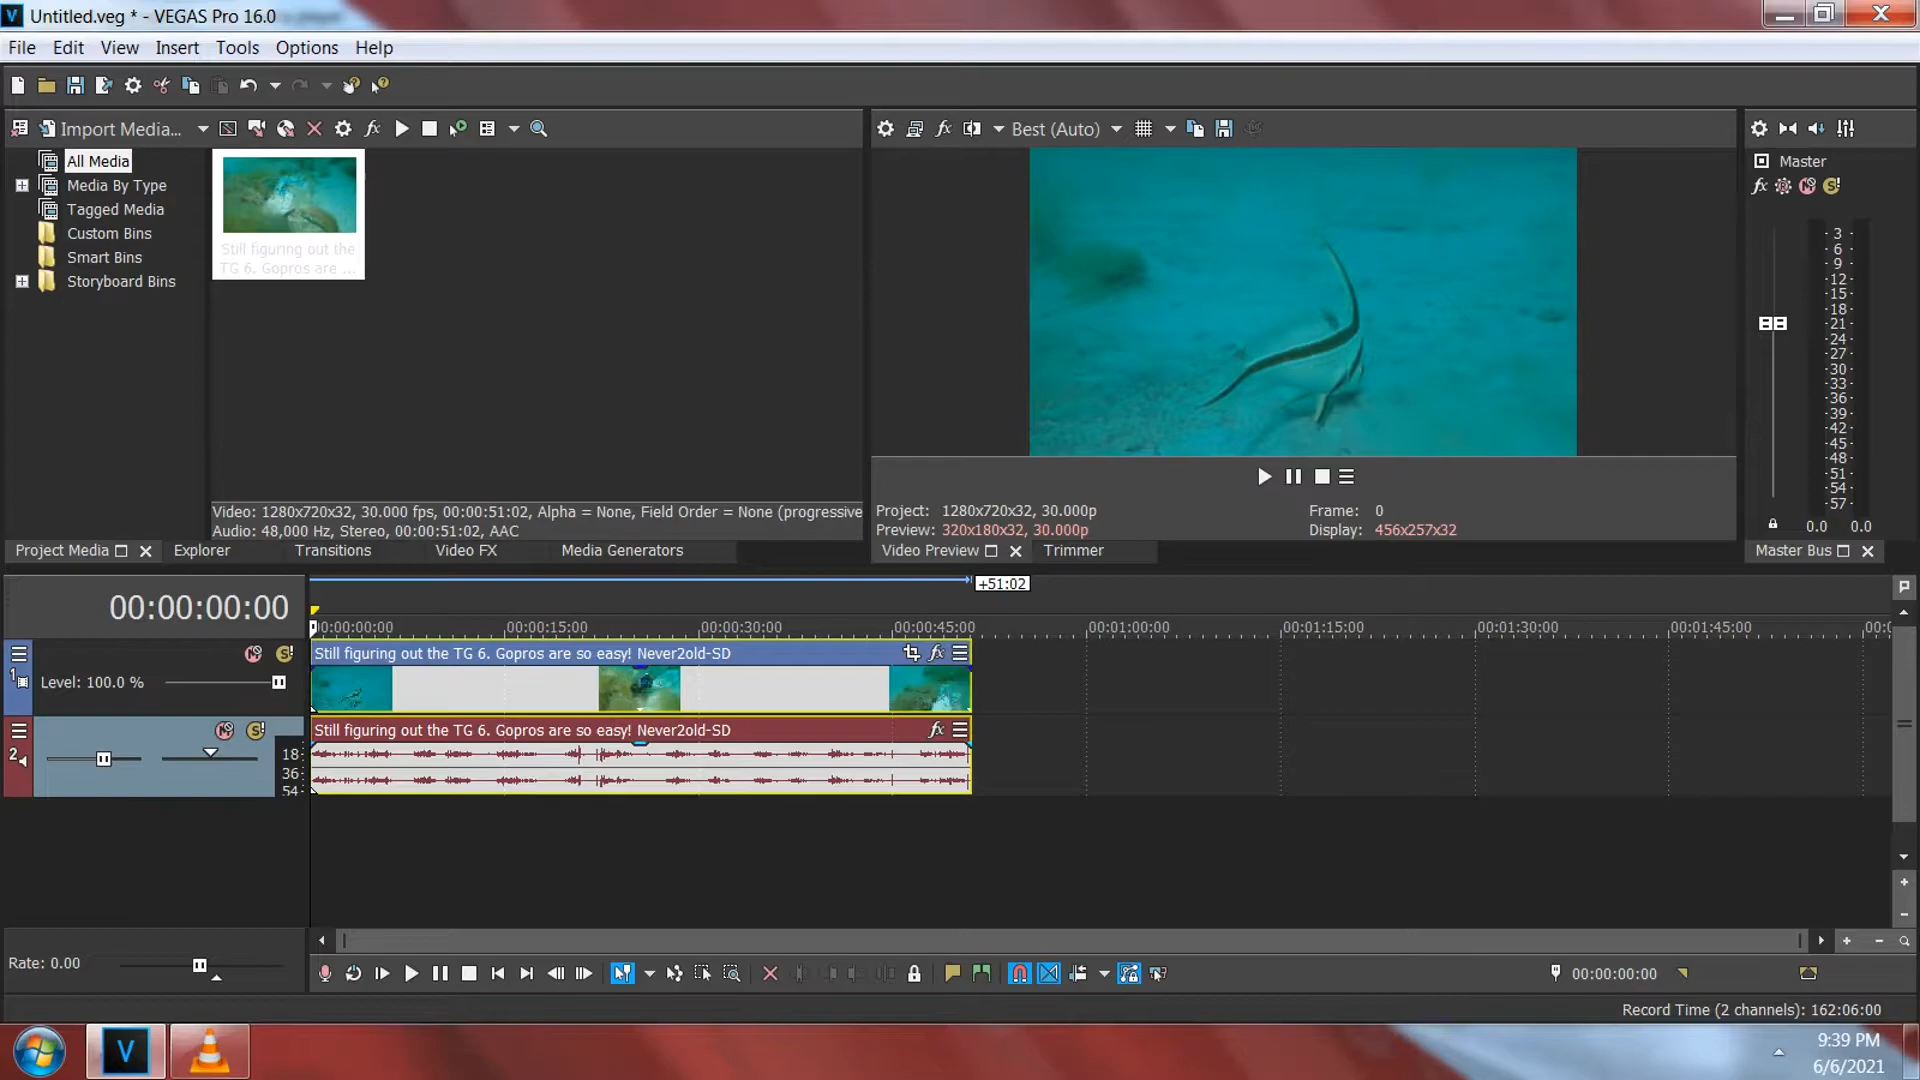 Untitled.veg * - VEGAS Pro 16.0
File Edit View Insert Tools Options Help
Import Media...
All Media
Media By Type
Tagged Media
Custom Bins
Smart Bins
Storyboard Bins
Still figuring out the
TG 6. Gopros are ...
Video: 1280x720x32, 30.000 fps, 00:00:51:02, Alpha = None, Field Order = None (progressive
Audio: 48,000 Hz, Stereo, 00:00:51:02, AAC
Project Media Explorer Transitions Video FX Media Generators
Best (Auto)
Project: 1280x720x32, 30.000p Frame: 0
Preview: 320x180x32, 30.000p Display: 456x257x32
Video Preview Trimmer
Master
3
6
9
12
15
18
21
24
27
30
33
36
39
42
45
48
51
54
57
0.0 0.0
Master Bus
+51:02
00:00:00:00
00:00:15:00 00:00:30:00 00:00:45:00 00:01:00:00 00:01:15:00 00:01:30:00 00:01:45:00
1
Level: 100.0 %
Still figuring out the TG 6. Gopros are so easy! Never2old-SD
2
Still figuring out the TG 6. Gopros are so easy! Never2old-SD
18
36
54
Rate: 0.00
00:00:00:00
Record Time (2 channels): 162:06:00
9:39 PM
6/6/2021